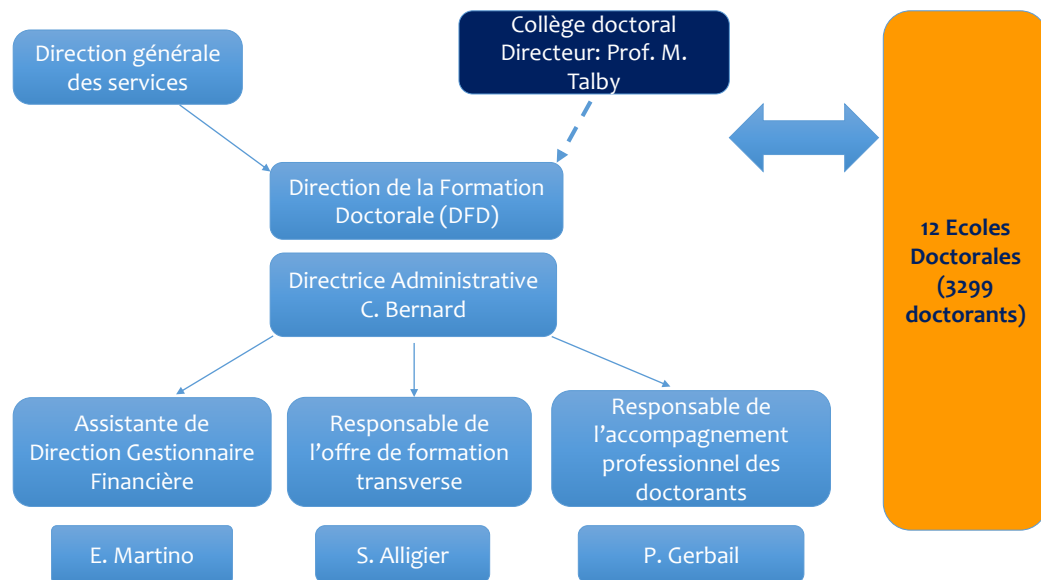 Direction générale
des services
Collège doctoral
Directeur: Prof. M.
Talby
Direction de la Formation
Doctorale (DFD)
Directrice Administrative
C. Bernard
Assistante de
Direction Gestionnaire
Financière
Responsable de
l’offre de formation
transverse
Responsable de
l’accompagnement
professionnel des
doctorants
E. Martino
S. Alligier
P. Gerbail
12 Ecoles
Doctorales
(3299
doctorants)